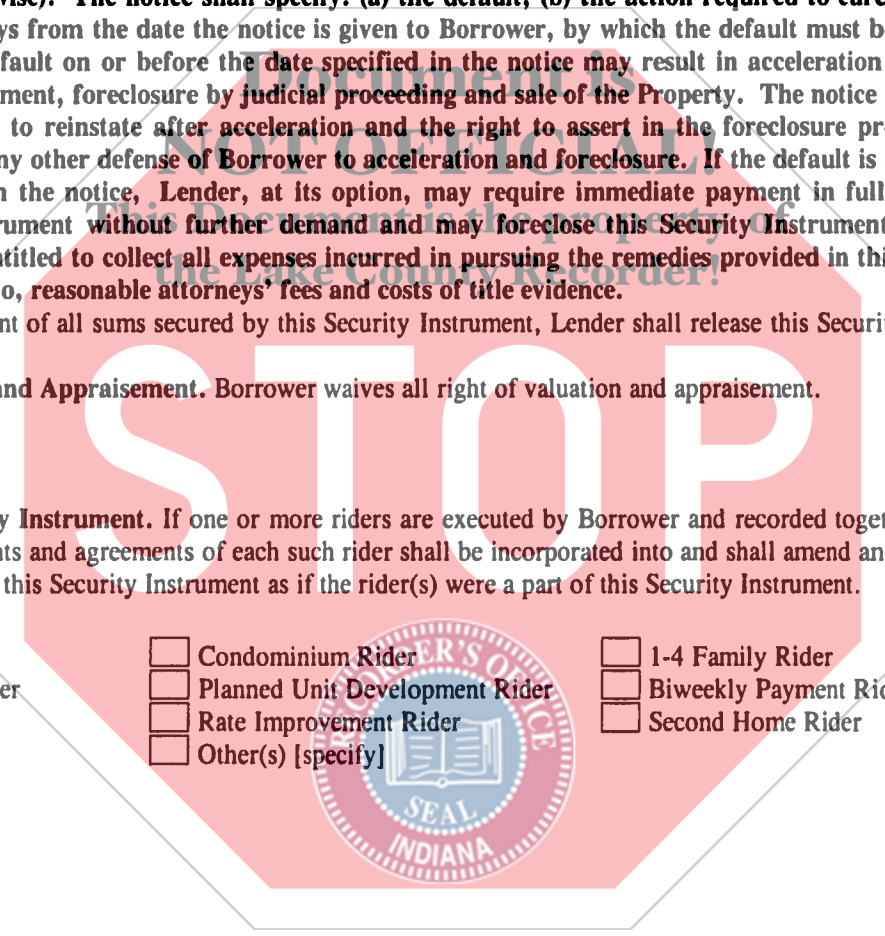 vise). The notice shall specify: (a) the default; (b) the action required to cure
ys from the date the notice is given to Borrower, by which the default must b
fault on or before the date specified in the notice may result in acceleration
ment, foreclosure by judicial proceeding and sale of the Property. The notice
to reinstate after acceleration and the right to assert in the foreclosure pr
ny other defense of Borrower to acceleration and foreclosure. If the default is
n the notice, Lender, at its option, may require immediate payment in full
rument without further demand and may foreclose this Security Instrument
ntitled to collect all expenses incurred in pursuing the remedies provided in thi
o, reasonable attorneys' fees and costs of title evidence.
nt of all sums secured by this Security Instrument, Lender shall release this Securi
and Appraisement. Borrower waives all right of valuation and appraisement.
y Instrument. If one or more riders are executed by Borrower and recorded toget
nts and agreements of each such rider shall be incorporated into and shall amend an
this Security Instrument as if the rider(s) were a part of this Security Instrument.
Condominium Rider 1-4 Family Rider
er Planned Unit Development Rider Biweekly Payment Rid
Rate Improvement Rider Second Home Rider
Other(s) [specify]
Document is
NOT OFFICIAL!
This Document is the property of
the Lake County Recorder!
STOP
RECORDER'S OFFICE
SEAL
INDIANA